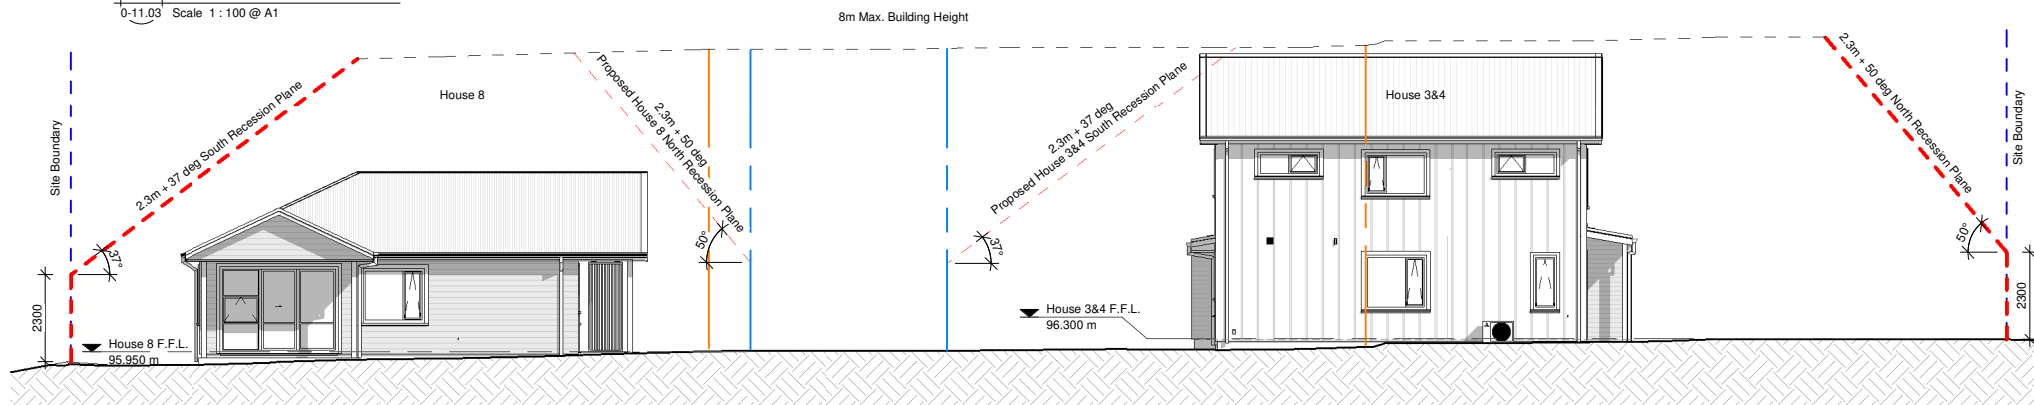 0-11.03 Scale 1 : 100 @ A1
8m Max. Building Height
Site Boundary
2.3m + 37 deg South Recession Plane
37°
2300
House 8 F.F.L.
95.950 m
House 8
2.3m + 50 deg
Proposed House 8 North Recession Plane
50°
2.3m + 37 deg
Proposed House 3&4 South Recession Plane
37°
House 3&4 F.F.L.
96.300 m
House 3&4
2.3m + 50 deg North Recession Plane
50°
2300
Site Boundary